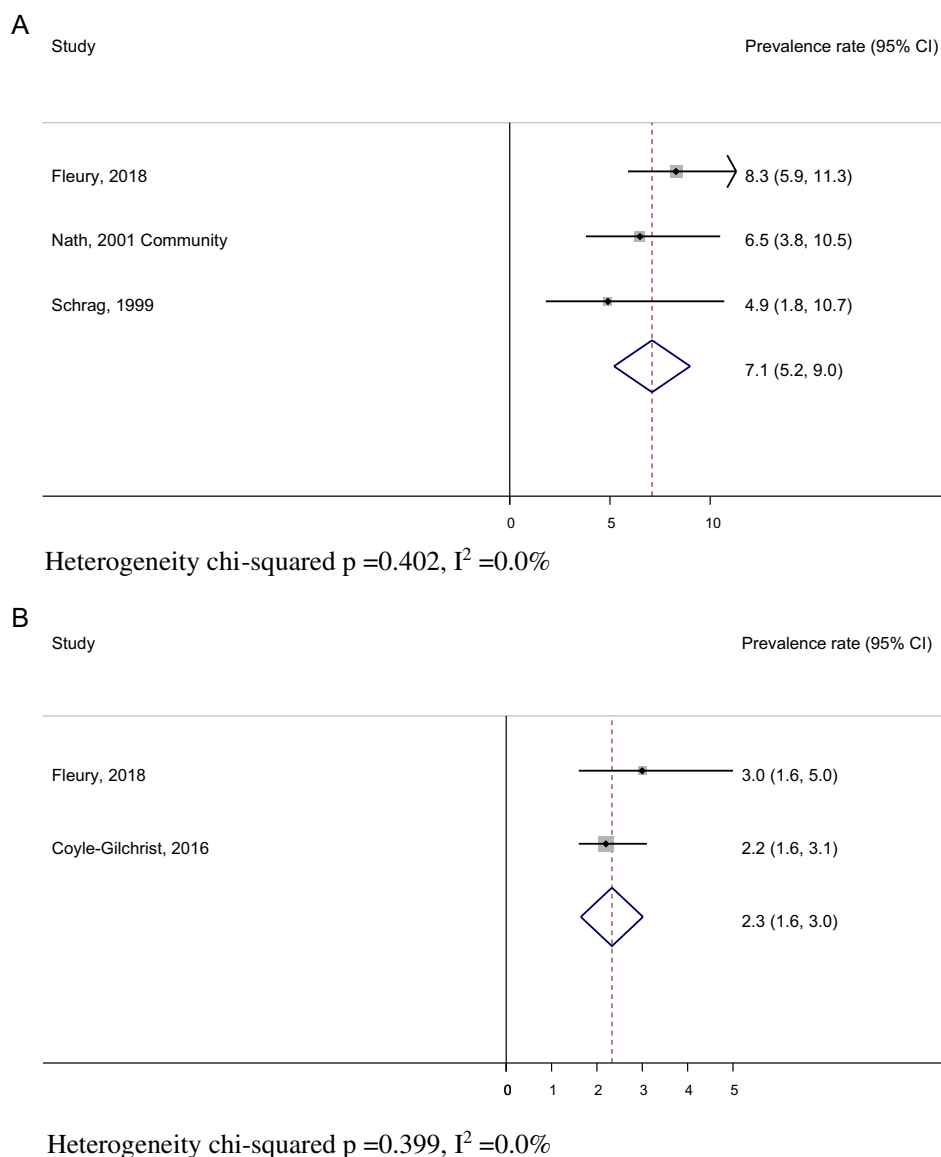 A
Study Prevalence rate (95% CI)
Fleury, 2018 8.3 (5.9, 11.3)
Nath, 2001 Community 6.5 (3.8, 10.5)
Schrag, 1999 4.9 (1.8, 10.7)
7.1 (5.2, 9.0)
0 5 10
Heterogeneity chi-squared p =0.402, I² =0.0%
B
Study Prevalence rate (95% CI)
Fleury, 2018 3.0 (1.6, 5.0)
Coyle-Gilchrist, 2016 2.2 (1.6, 3.1)
2.3 (1.6, 3.0)
0 1 2 3 4 5
Heterogeneity chi-squared p =0.399, I² =0.0%